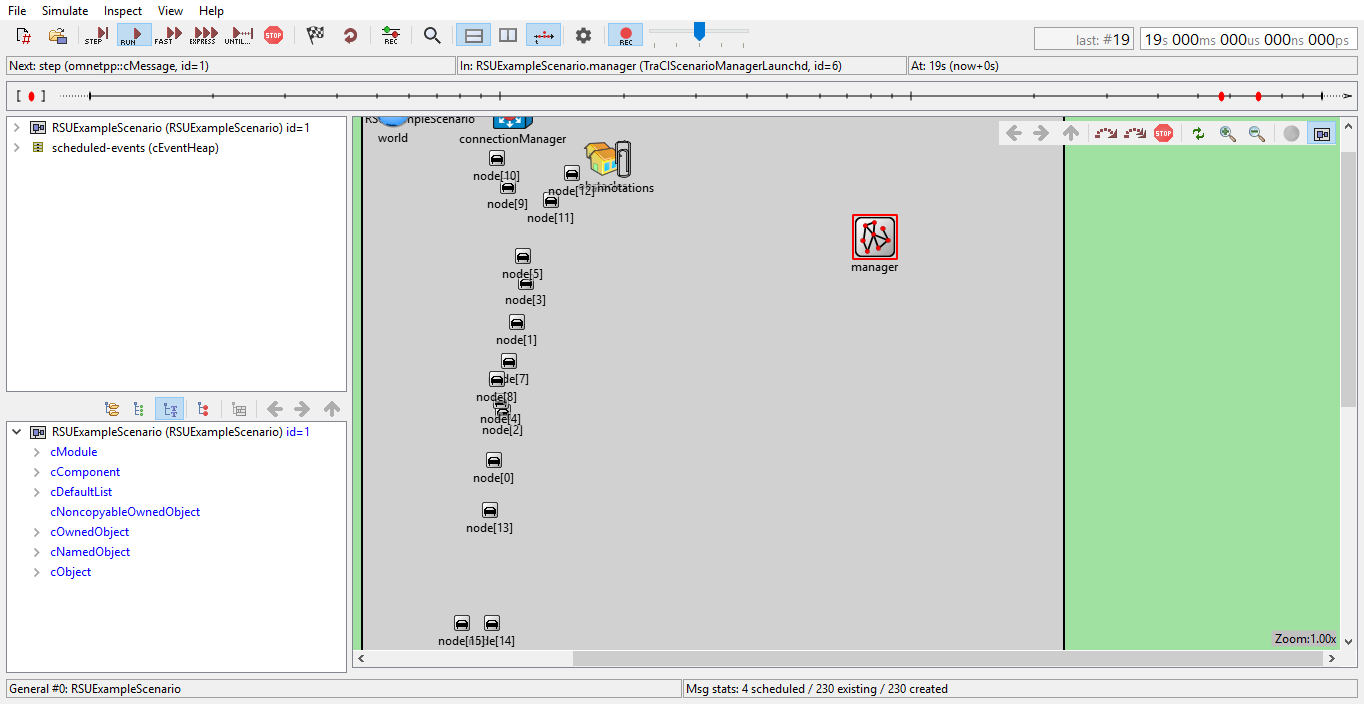 File Simulate Inspect View Help
STEP RUN FAST EXPRESS UNTIL... STOP REC REC last: #19 19s 000ms 000us 000ns 000ps
Next: step (omnetpp::cMessage, id=1) In: RSUExampleScenario.manager (TraCIScenarioManagerLaunchd, id=6) At: 19s (now+0s)
RSUExampleScenario (RSUExampleScenario) id=1
scheduled-events (cEventHeap)
RSUExampleScenario
world
connectionManager
STOP
node[10]
node[12]
annotations
node[9]
node[11]
manager
node[5]
node[3]
node[1]
node[7]
node[8]
node[4]
node[2]
node[0]
node[13]
node[15]
node[14]
Zoom:1.00x
RSUExampleScenario (RSUExampleScenario) id=1
cModule
cComponent
cDefaultList
cNoncopyableOwnedObject
cOwnedObject
cNamedObject
cObject
General #0: RSUExampleScenario Msg stats: 4 scheduled / 230 existing / 230 created